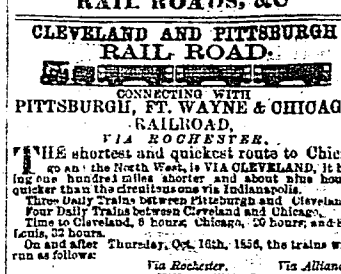 RAIL ROADS, &C
CLEVELAND AND PITTSBURGH
RAIL ROAD.
CONNECTING WITH
PITTSBURGH, FT. WAYNE & CHICAG
RAILROAD,
VIA ROCHESTER.
THE shortest and quickest route to Chic
go and the North West, is VIA CLEVELAND, it b
ing one hundred miles shorter and about nine hou
quicker than the circuitous one via Indianapolis.
Three Daily Trains between Pittsburgh and Clevelan
Four Daily Trains between Cleveland and Chicago.
Time to Cleveland, 6 hours; Chicago, 20 hours; and S
Louis, 32 hours.
On and after Thursday, Oct. 16th, 1856, the trains w
run as follows:
Via Rochester. Via Allian